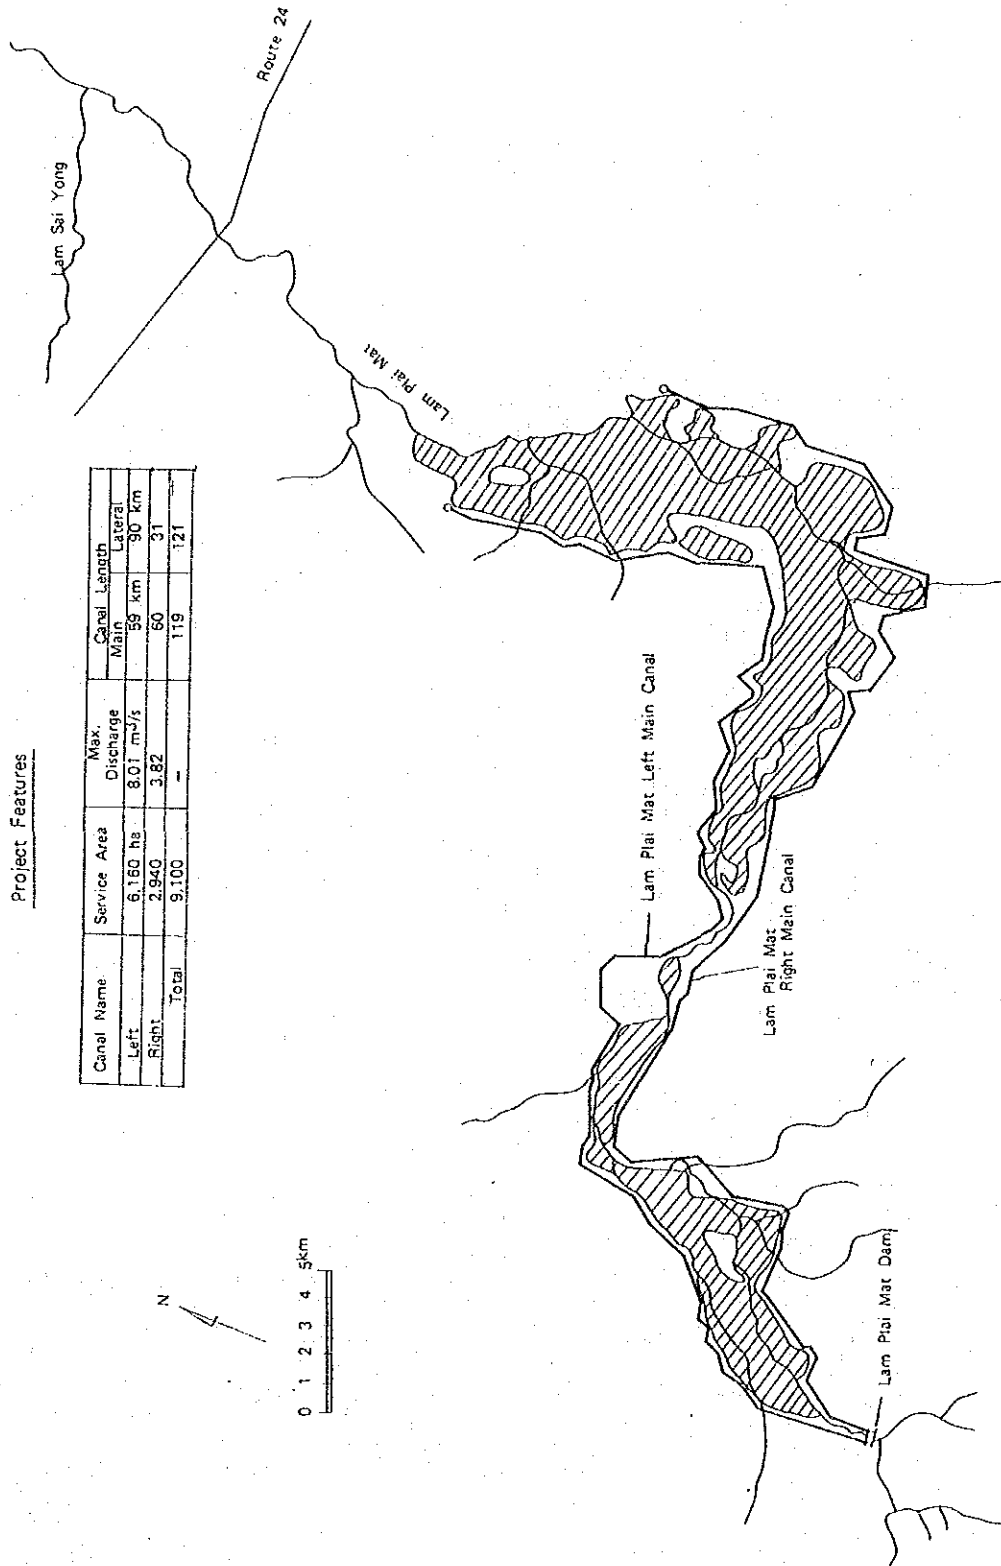 Project Features
Canal Name Service Area Max. Discharge Canal Length
Main Lateral
Left 6,160 ha 8.01 m³/s 59 km 90 km
Right 2,940 3.82 60 31
Total 9,100 — 119 121
Route 24
Lam Sai Yong
Lam Plai Mat
N
0 1 2 3 4 5km
Lam Plai Mat Left Main Canal
Lam Plai Mat
Right Main Canal
Lam Plai Mat Dam